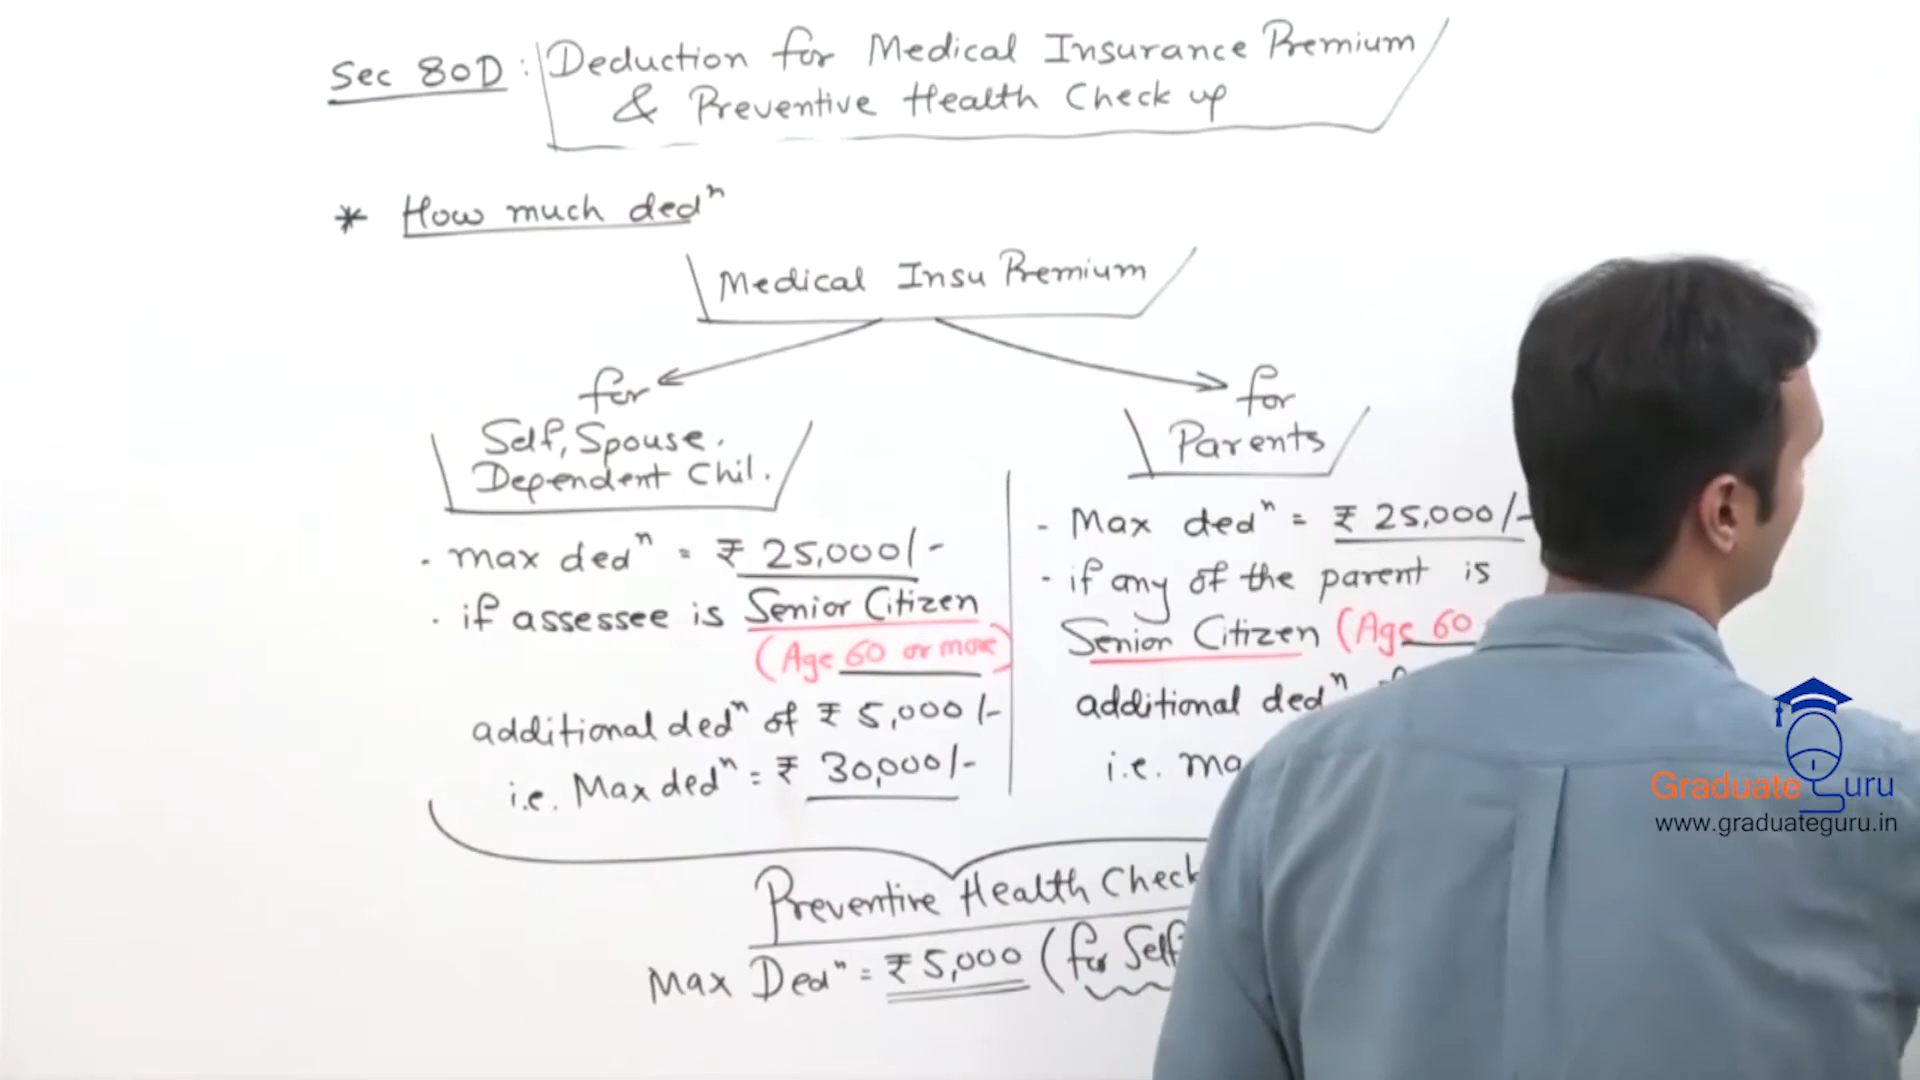 Sec 80D : Deduction for Medical Insurance Premium
& Preventive Health Check up
* How much dedⁿ
Medical Insu Premium
for
Self, Spouse.
Dependent Chil.
. max dedⁿ = ₹ 25,000/-
. if assessee is Senior Citizen
(Age 60 or more)
additional dedⁿ of ₹ 5,000/-
i.e. Max dedⁿ = ₹ 30,000/-
for
Parents
- Max dedⁿ = ₹ 25,000/-
- if any of the parent is
Senior Citizen (Age 60
additional dedⁿ
i.e.
Preventive Health Check
Max Dedⁿ = ₹5,000 (for Self
GraduateGuru
www.graduateguru.in